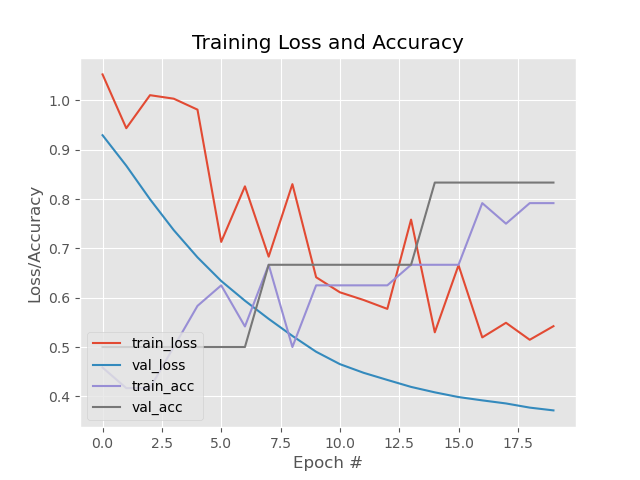 Training Loss and Accuracy
Loss/Accuracy
1.0
0.9
0.8
0.7
0.6
0.5
0.4
train_loss
val_loss
train_acc
val_acc
0.0 2.5 5.0 7.5 10.0 12.5 15.0 17.5
Epoch #